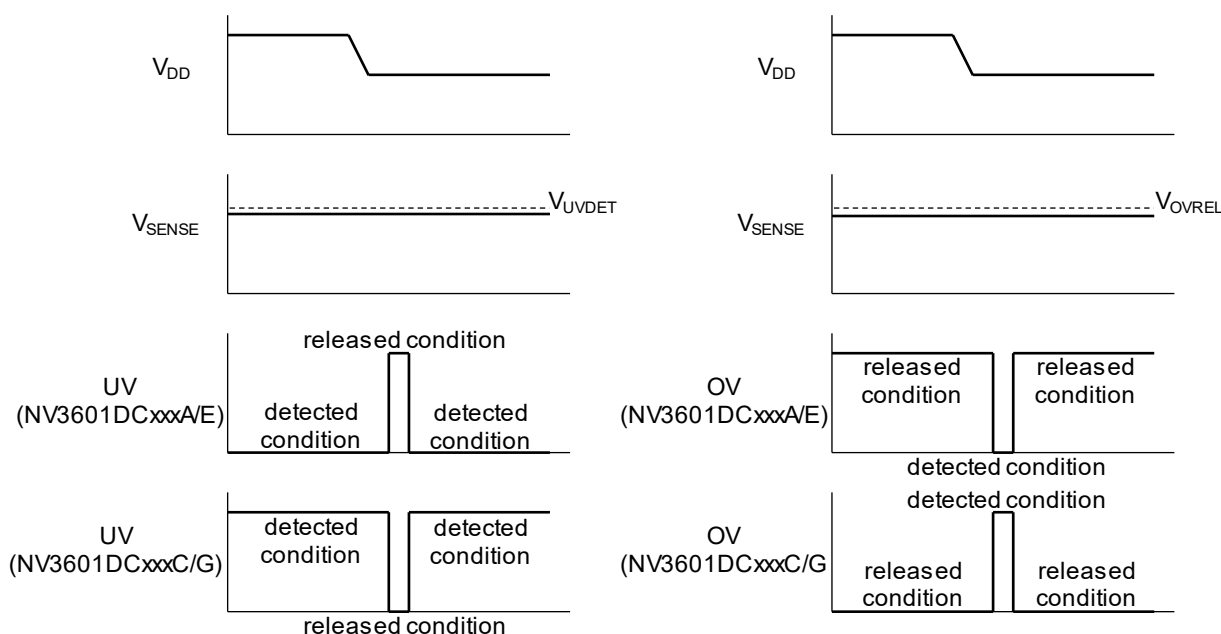 VDD
VDD
VSENSE
VUVDET
VSENSE
VOVREL
released condition
UV
(NV3601DCxxxA/E)
detected
condition
detected
condition
OV
(NV3601DCxxxA/E)
released
condition
released
condition
detected condition
UV
(NV3601DCxxxC/G)
detected
condition
detected
condition
released condition
detected condition
OV
(NV3601DCxxxC/G
released
condition
released
condition